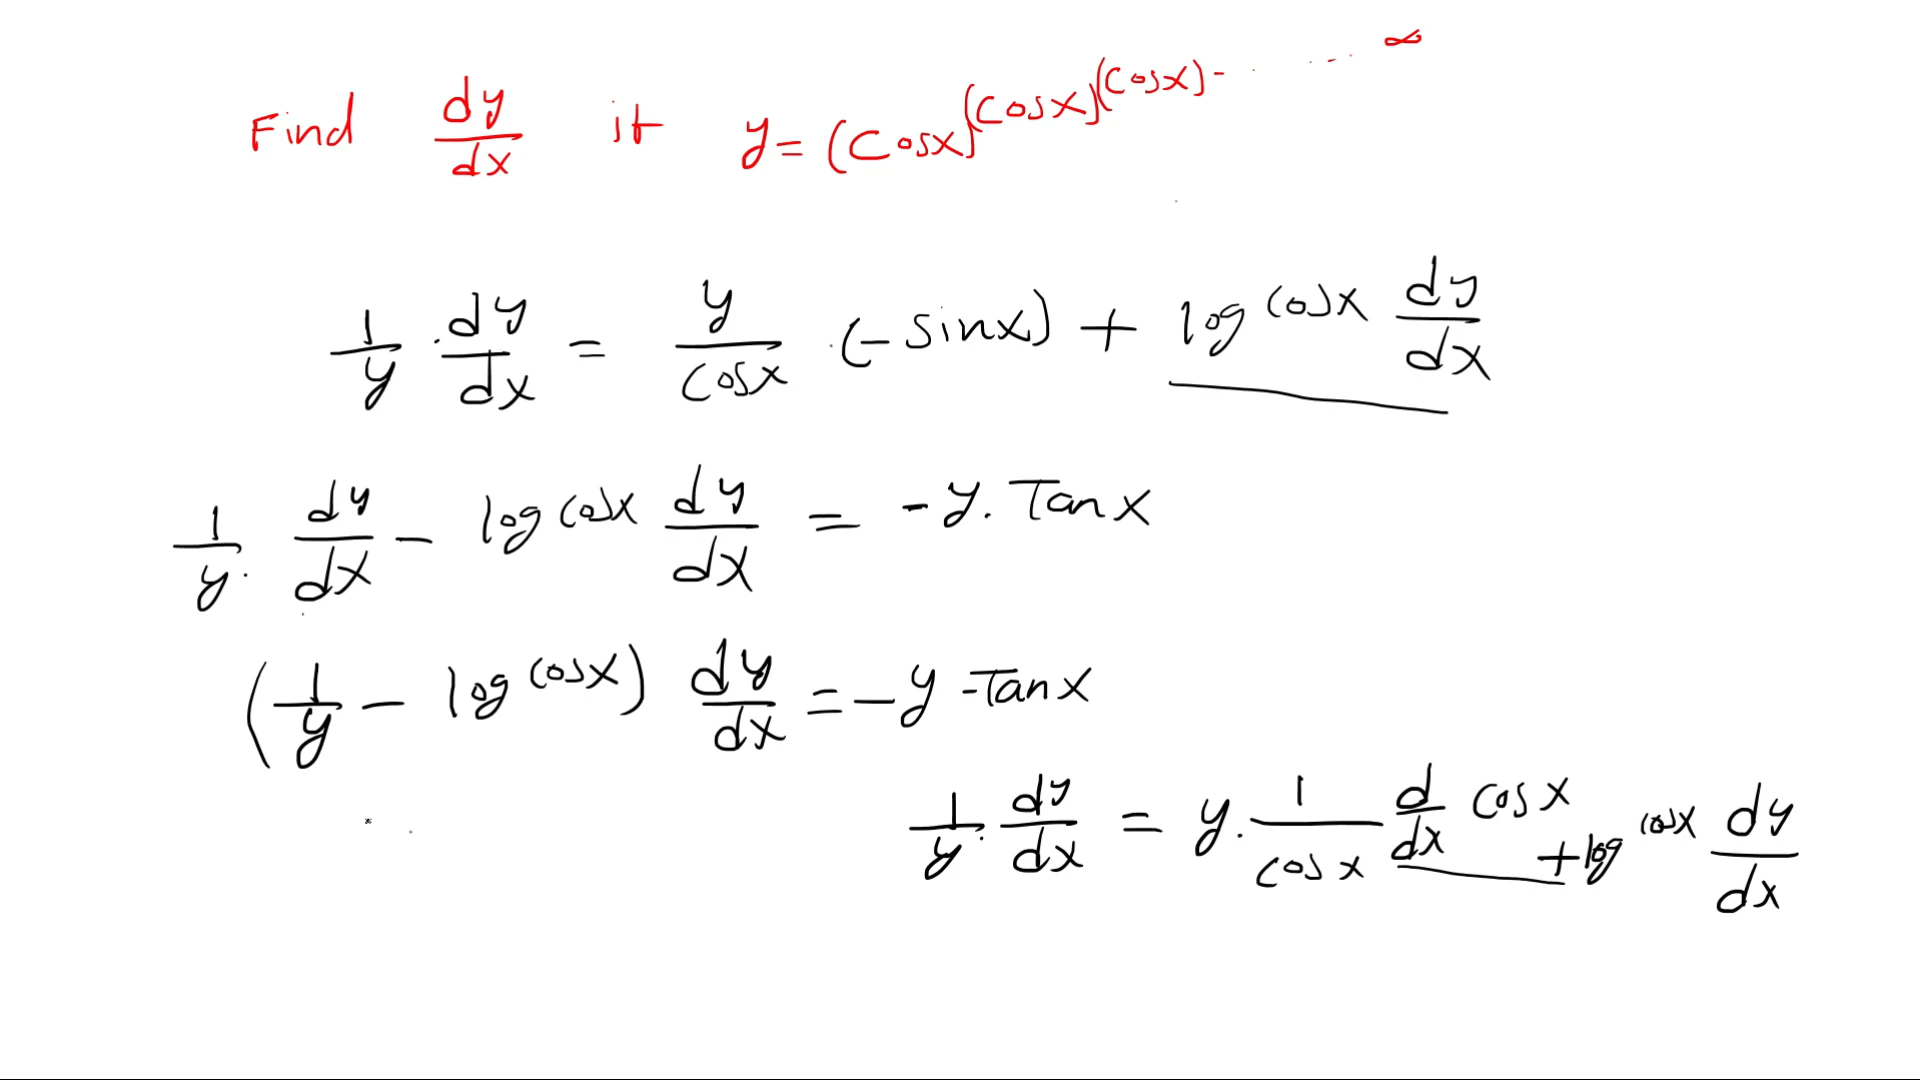 Find dy/dx if y = (cosx)^(cosx)^(cosx)^-.....∞
1/y · dy/dx = y/cosx · (-sinx) + log cosx dy/dx
1/y · dy/dx - log cosx dy/dx = -y. Tanx
(1/y - log cosx) dy/dx = -y -Tanx
1/y · dy/dx = y. 1/cosx d/dx cosx + log cosx dy/dx